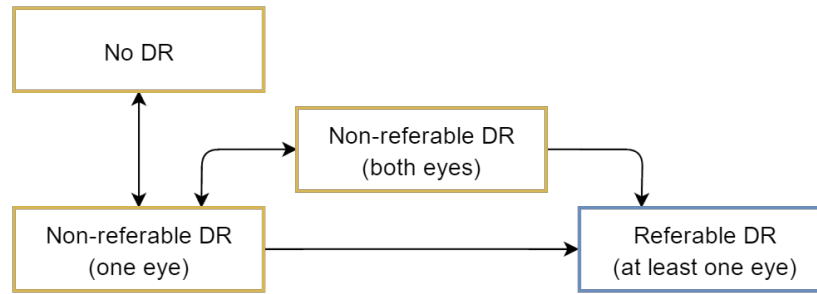 No DR
Non-referable DR
(both eyes)
Non-referable DR
(one eye)
Referable DR
(at least one eye)